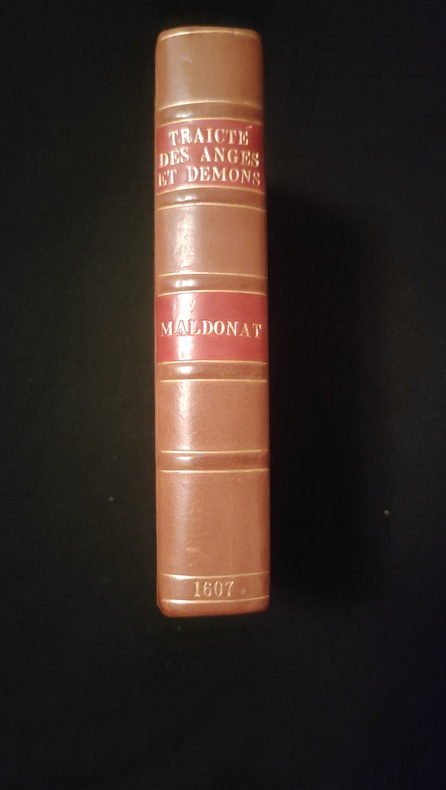 TRAICTÉ
DES ANGES
ET DEMONS
MALDONAT
1607